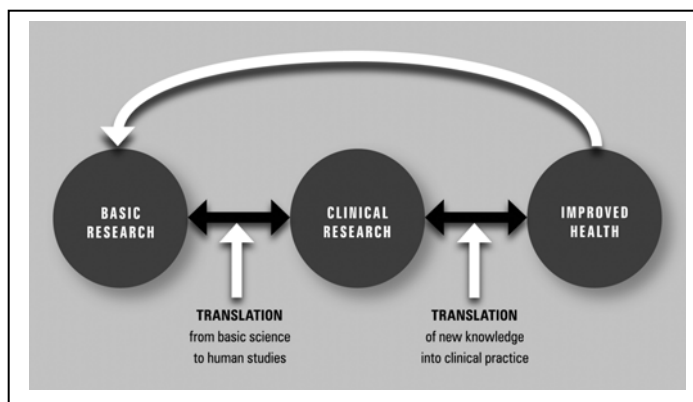 BASIC
RESEARCH
CLINICAL
RESEARCH
IMPROVED
HEALTH
TRANSLATION
from basic science
to human studies
TRANSLATION
of new knowledge
into clinical practice